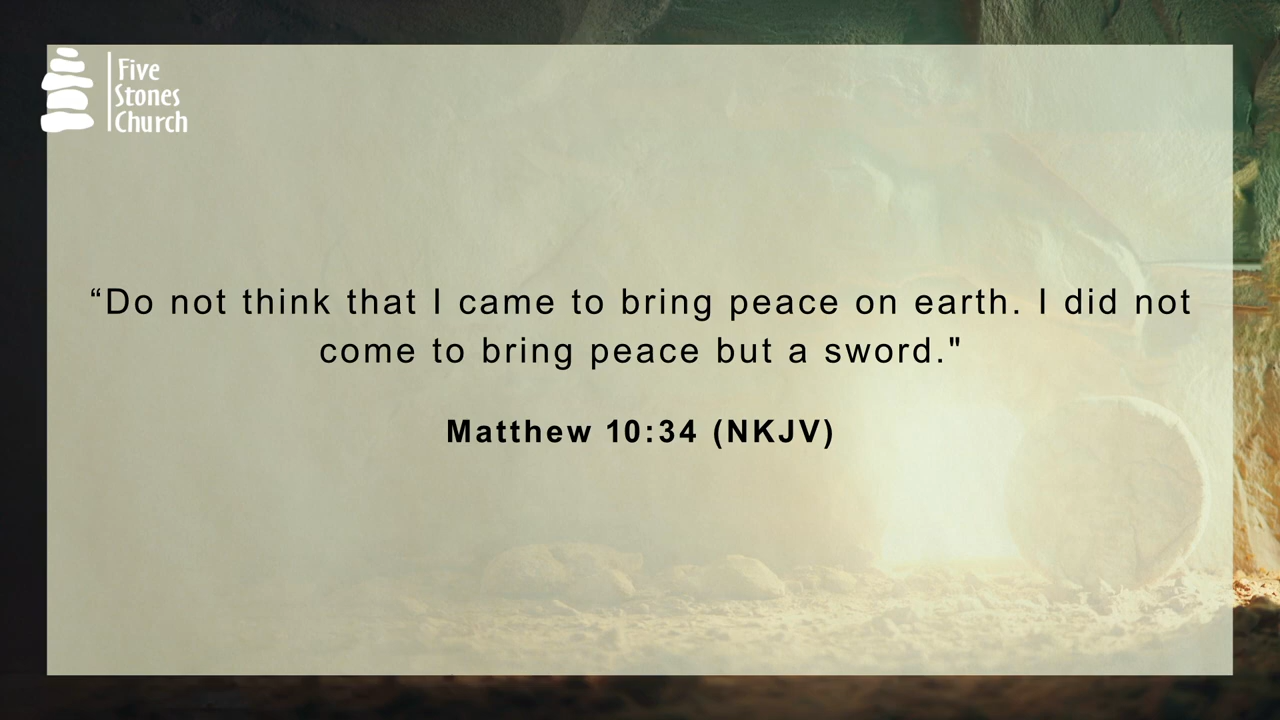 Five
Stones
Church
“Do not think that I came to bring peace on earth. I did not
come to bring peace but a sword."
Matthew 10:34 (NKJV)